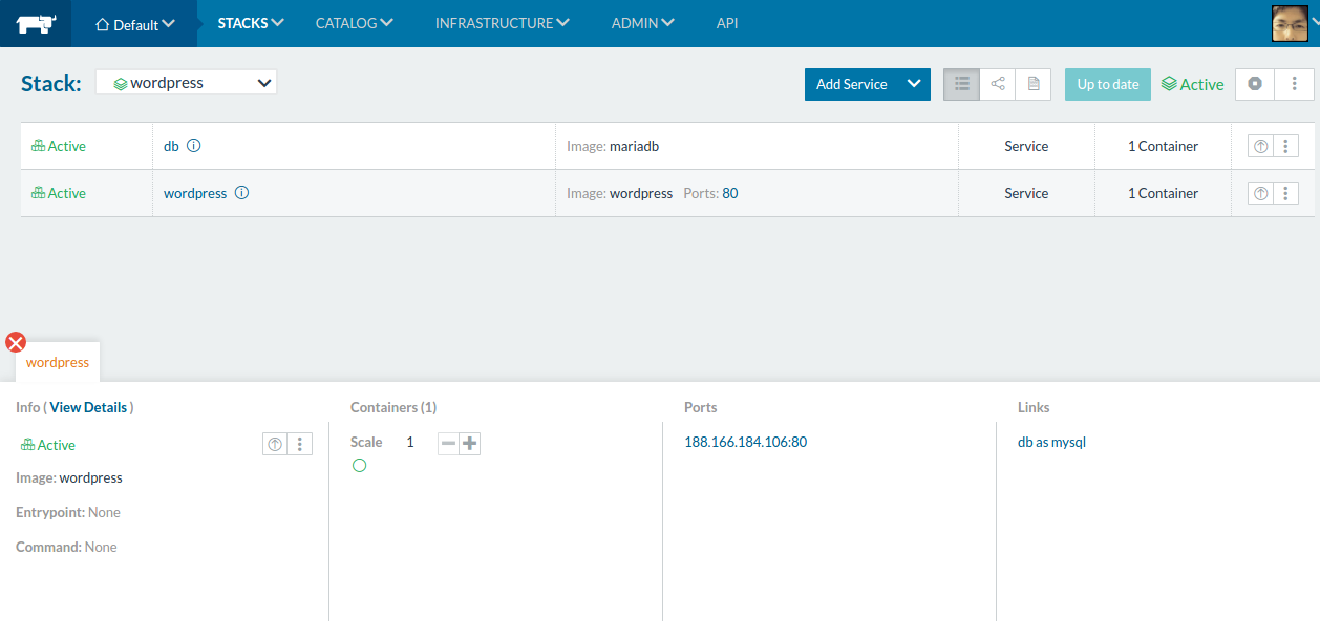 Default STACKS CATALOG INFRASTRUCTURE ADMIN API
Stack: wordpress Add Service Up to date Active
Active db Image: mariadb Service 1 Container
Active wordpress Image: wordpress Ports: 80 Service 1 Container
wordpress
Info ( View Details ) Containers (1) Ports Links
Active Scale 1 188.166.184.106:80 db as mysql
Image: wordpress
Entrypoint: None
Command: None